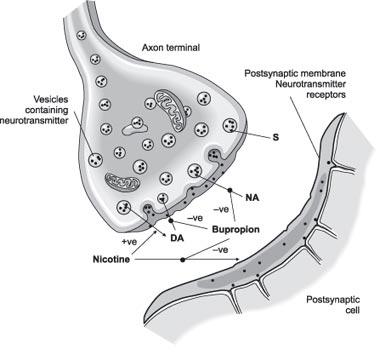 Axon terminal
Postsynaptic membrane
Neurotransmitter
receptors
Vesicles
containing
neurotransmitter
S
NA
–ve
–ve
DA
Bupropion
+ve
–ve
Nicotine
Postsynaptic
cell